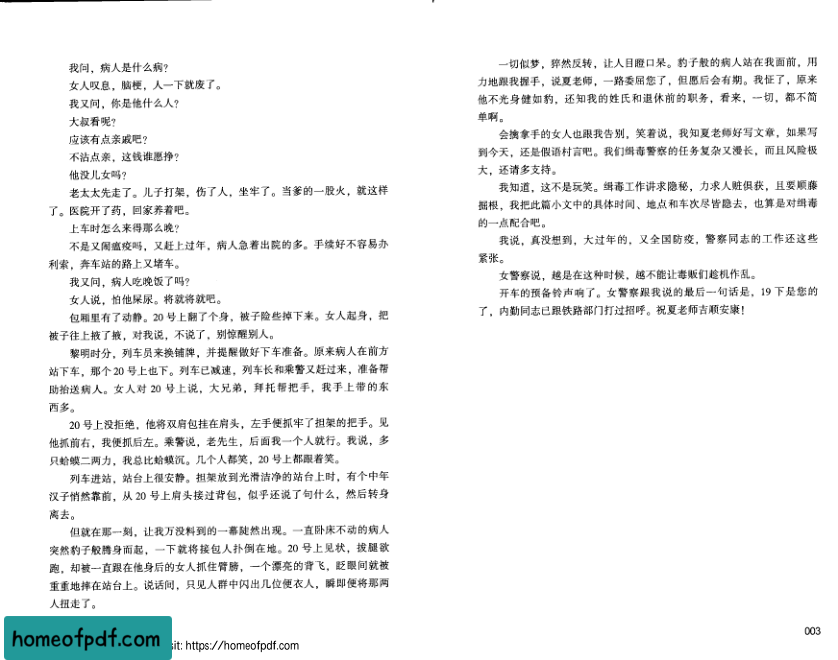 我问，病人是什么病?
女人叹息，脑梗，人一下就废了。
我又问，你是他什么人?
大叔看呢?
应该有点亲戚吧?
不沾点亲，这钱谁愿挣?
他没儿女吗?
老太太先走了。儿子打架，伤了人，坐牢了。当爹的一股火，就这样
了。医院开了药，回家养着吧。
上车时怎么来得那么晚?
不是又闹瘟疫吗，又赶上过年，病人急着出院的多。手续好不容易办
利索，奔车站的路上又堵车。
我又问，病人吃晚饭了吗?
女人说，怕他屎尿。将就将就吧。
包厢里有了动静。20 号上翻了个身，被子险些掉下来。女人起身，把
被子往上掖了掖，对我说，不说了，别惊醒别人。
黎明时分，列车员来换铺牌，并提醒做好下车准备。原来病人在前方
站下车，那个20 号上也下。列车已减速，列车长和乘警又赶过来，准备帮
助抬送病人。女人对 20 号上说，大兄弟，拜托帮把手，我手上带的东
西多。
20 号上没拒绝，他将双肩包挂在肩头，左手便抓牢了担架的把手。见
他抓前右，我便抓后左。乘警说，老先生，后面我一个人就行。我说，多
只蛤蟆二两力，我总比蛤蟆沉。几个人都笑，20 号上都跟着笑。
列车进站，站台上很安静。担架放到光滑洁净的站台上时，有个中年
汉子悄然靠前，从 20 号上肩头接过背包，似乎还说了句什么，然后转身
离去。
但就在那一刻，让我万没料到的一幕陡然出现。一直卧床不动的病人
突然豹子般腾身而起，一下就将接包人扑倒在地。20 号上见状，拔腿欲
跑，却被一直跟在他身后的女人抓住臂膀，一个漂亮的背飞，眨眼间就被
重重地摔在站台上。说话间，只见人群中闪出几位便衣人，瞬即便将那两
人扭走了。
一切似梦，猝然反转，让人目瞪口呆。豹子般的病人站在我面前，用
力地跟我握手，说夏老师，一路委屈您了，但愿后会有期。我怔了，原来
他不光身健如豹，还知我的姓氏和退休前的职务，看来，一切，都不简
单啊。
会擒拿手的女人也跟我告别，笑着说，我知夏老师好写文章，如果写
到今天，还是假语村言吧。我们缉毒警察的任务复杂又漫长，而且风险极
大，还请多支持。
我知道，这不是玩笑。缉毒工作讲求隐秘，力求人赃俱获，且要顺藤
掘根，我把此篇小文中的具体时间、地点和车次尽皆隐去，也算是对缉毒
的一点配合吧。
我说，真没想到，大过年的，又全国防疫，警察同志的工作还这些
紧张。
女警察说，越是在这种时候，越不能让毒贩们趁机作乱。
开车的预备铃声响了。女警察跟我说的最后一句话是，19 下是您的
了，内勤同志已跟铁路部门打过招呼。祝夏老师吉顺安康!
003
homeofpdf.com
sit: https://homeofpdf.com